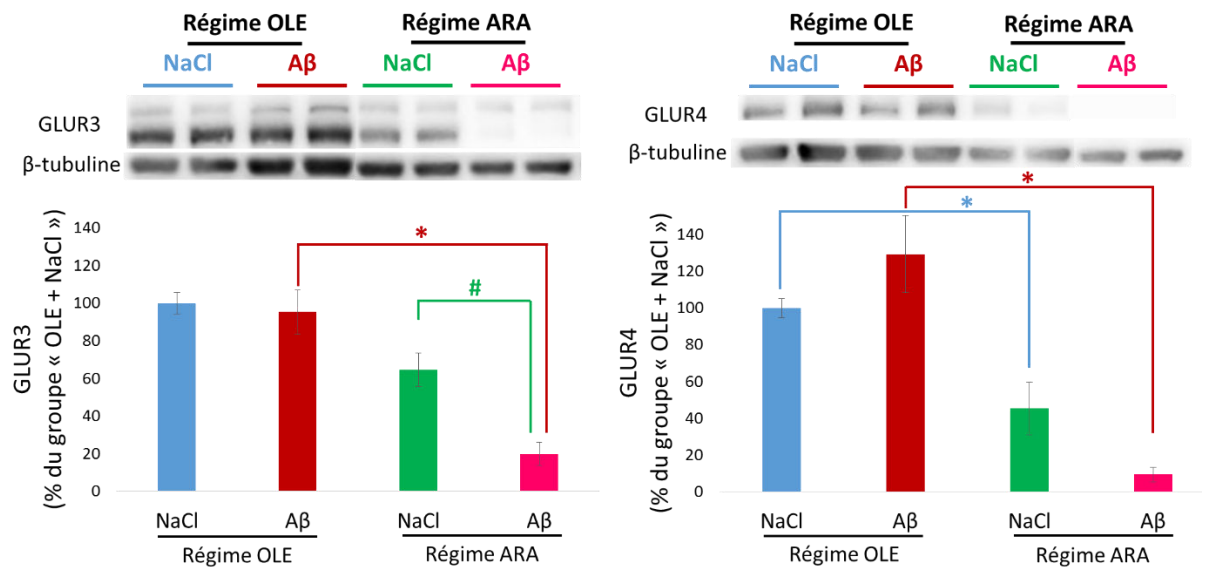 Régime OLE Régime ARA
NaCl Aβ NaCl Aβ
GLUR3
β-tubuline
GLUR3
(% du groupe « OLE + NaCl »)
140
120
100
80
60
40
20
0
*
#
NaCl Aβ NaCl Aβ
Régime OLE Régime ARA
Régime OLE Régime ARA
NaCl Aβ NaCl Aβ
GLUR4
β-tubuline
GLUR4
(% du groupe « OLE + NaCl »)
140
120
100
80
60
40
20
0
*
*
NaCl Aβ NaCl Aβ
Régime OLE Régime ARA